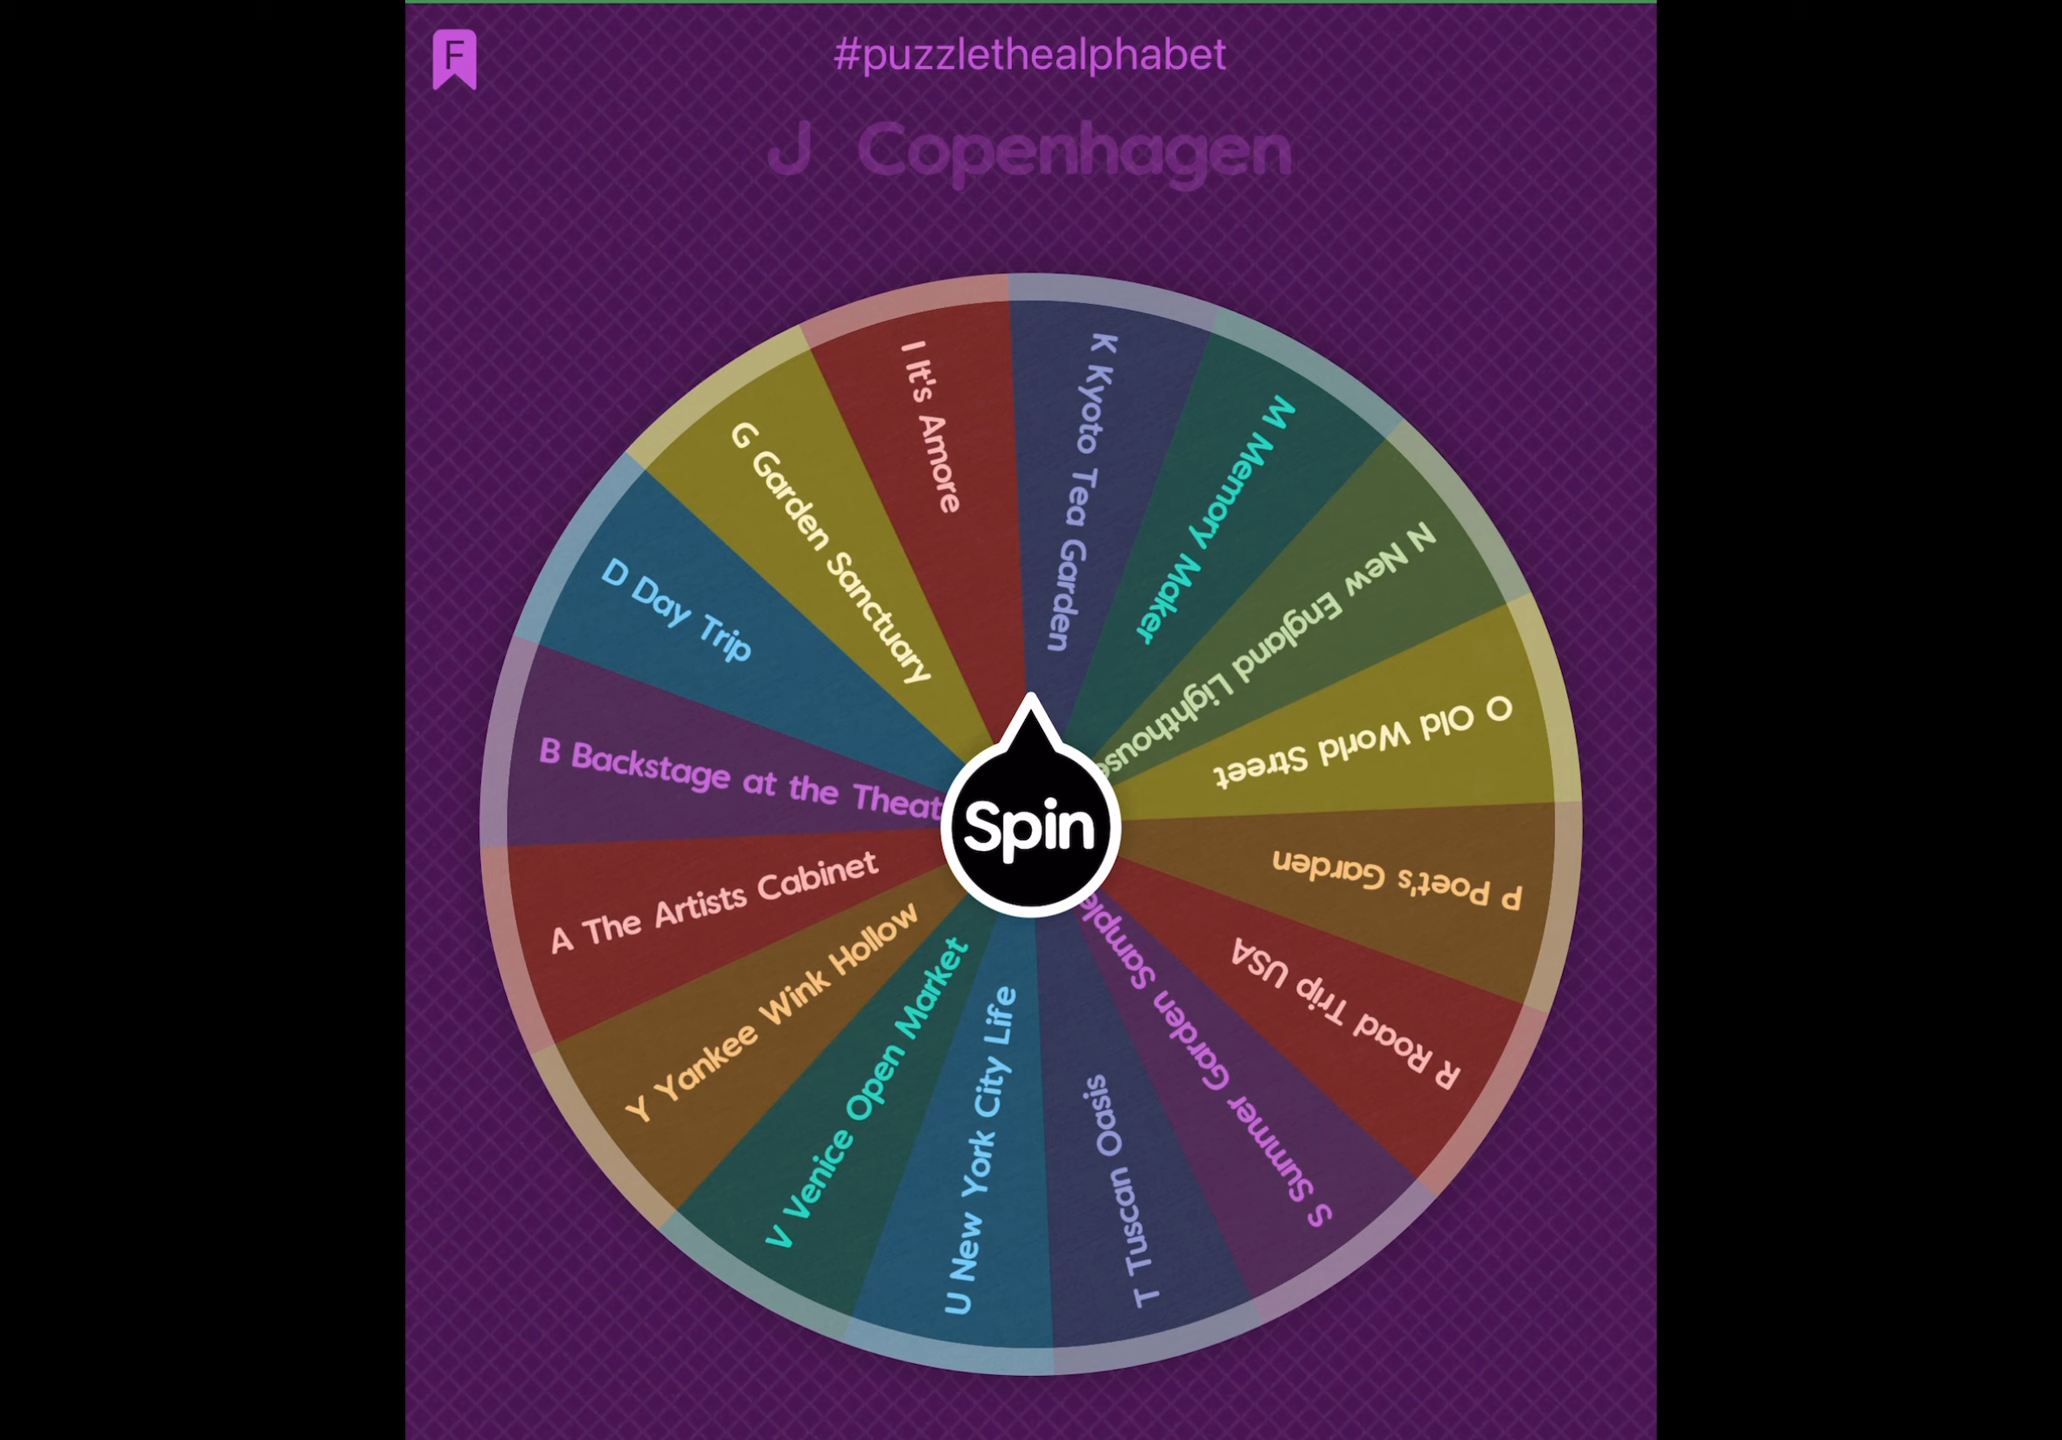 F
#puzzlethealphabet
J Copenhagen
K Kyoto Tea Garden
M Memory Maker
N New England Lighthouse
O Old World Street
P Poet's Garden
R Road Trip USA
S Summer Garden Sample
T Tuscan Oasis
U New York City Life
V Venice Open Market
Y Yankee Wink Hollow
A The Artists Cabinet
B Backstage at the Theat
D Day Trip
G Garden Sanctuary
I It's Amore
Spin